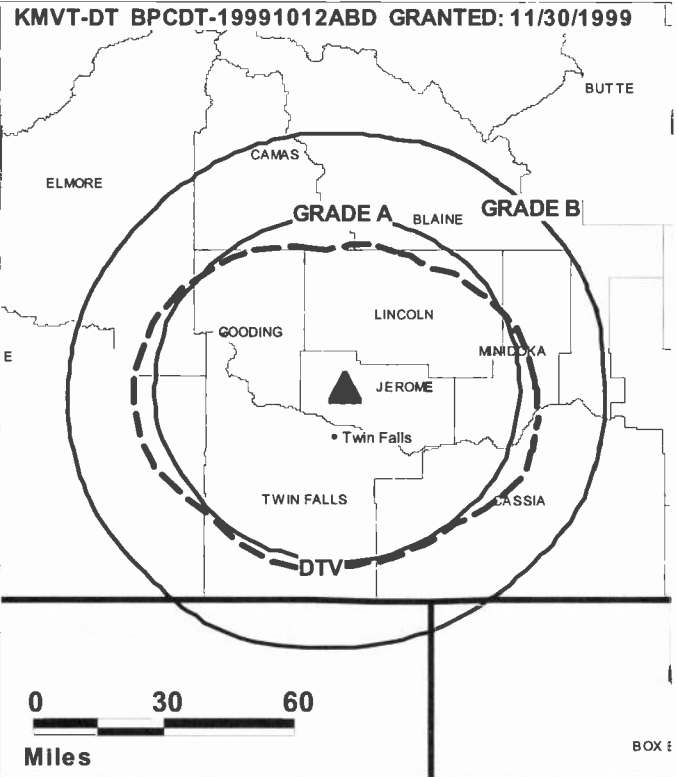 KMVT-DT BPCDT-19991012ABD GRANTED: 11/30/1999
BUTTE
CAMAS
ELMORE
GRADE A
BLAINE
GRADE B
LINCOLN
GOODING
MINIDOKA
E
JEROME
Twin Falls
TWIN FALLS
CASSIA
DTV
0 30 60
Miles
BOX E